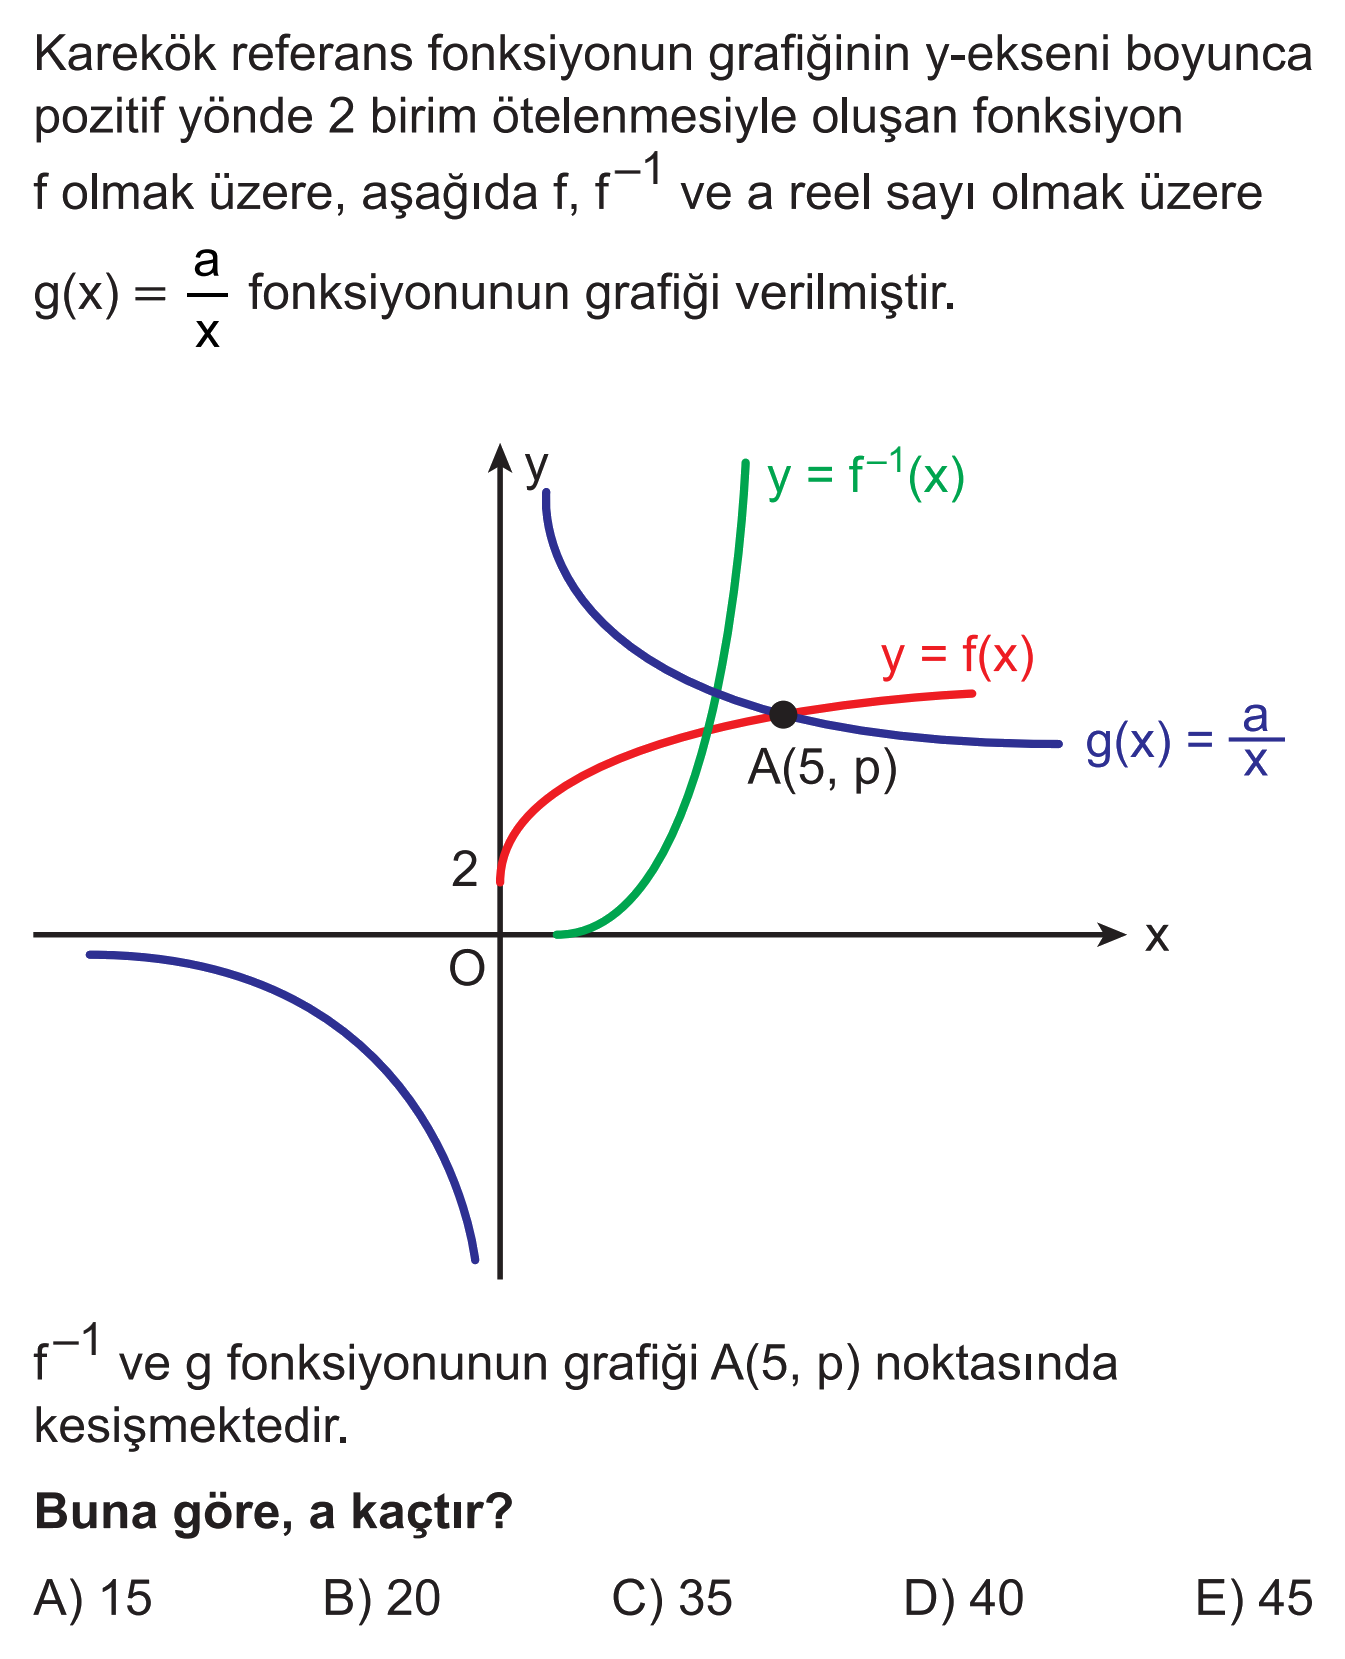 Karekök referans fonksiyonun grafiğinin y-ekseni boyunca
pozitif yönde 2 birim ötelenmesiyle oluşan fonksiyon
f olmak üzere, aşağıda f, f⁻¹ ve a reel sayı olmak üzere
g(x) = a/x fonksiyonunun grafiği verilmiştir.
y
y = f⁻¹(x)
y = f(x)
g(x) = a/x
A(5, p)
2
x
O
f⁻¹ ve g fonksiyonunun grafiği A(5, p) noktasında
kesişmektedir.
Buna göre, a kaçtır?
A) 15 B) 20 C) 35 D) 40 E) 45